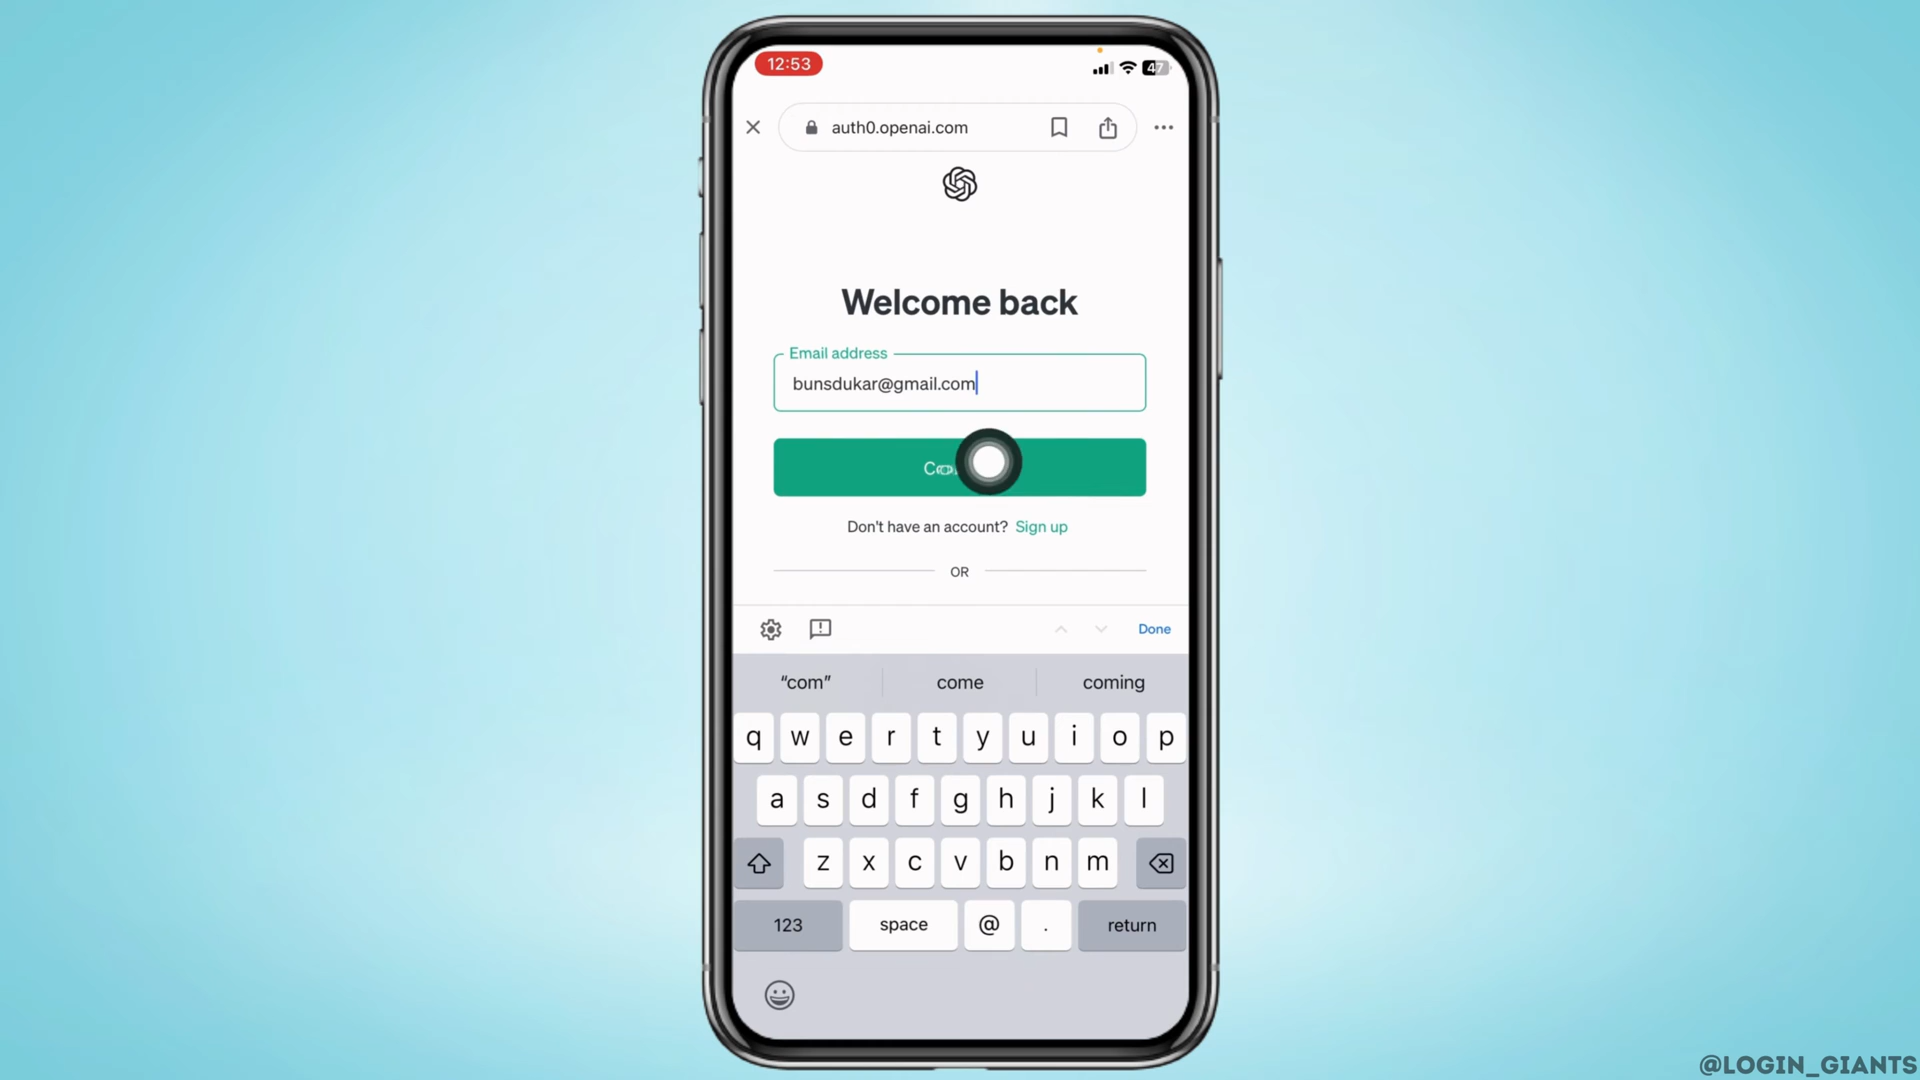 12:53
47
auth0.openai.com
Welcome back
Email address
bunsdukar@gmail.com
Don't have an account? Sign up
OR
Done
“com” come coming
q w e r t y u i o p
a s d f g h j k l
z x c v b n m
123 space @ . return
@LOGIN_GIANTS